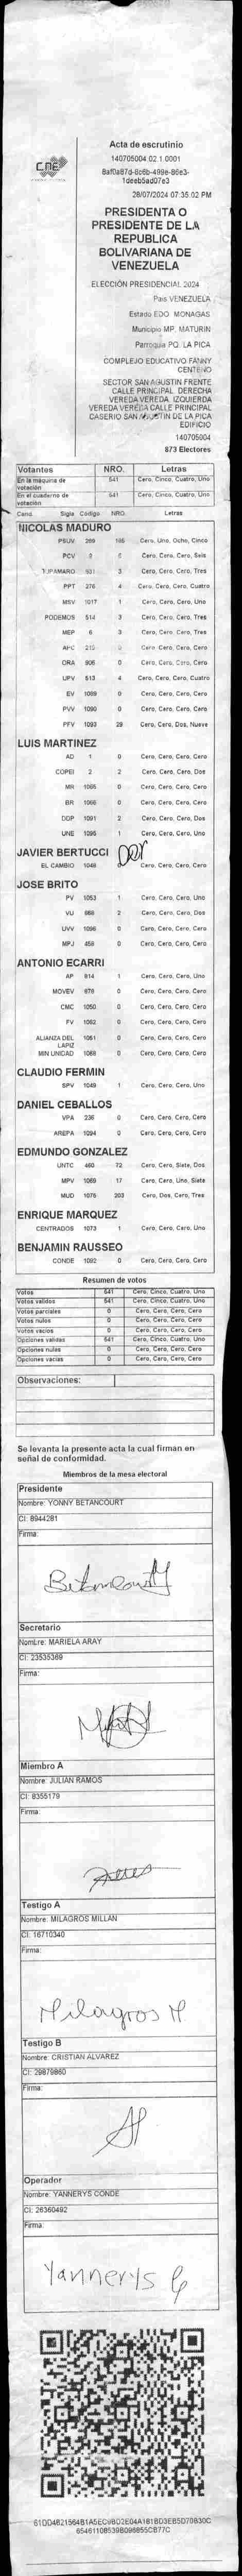 CNE
Acta de escrutinio
140705004.02.1.0001
8af0a87d-8c6b-499e-86e3-
1deeb5ad07e3
28/07/2024 07:35:02 PM
PRESIDENTA O
PRESIDENTE DE LA
REPUBLICA
BOLIVARIANA DE
VENEZUELA
ELECCIÓN PRESIDENCIAL 2024
Pais VENEZUELA
Estado EDO. MONAGAS
Municipio MP. MATURIN
Parroquia PQ. LA PICA
COMPLEJO EDUCATIVO FANNY
CENTENO
SECTOR SAN AGUSTIN FRENTE
CALLE PRINCIPAL. DERECHA
VEREDA VEREDA. IZQUIERDA
VEREDA VEREDA CALLE PRINCIPAL
CASERIO SAN AGUSTIN DE LA PICA
EDIFICIO
140705004
873 Electores
Votantes NRO. Letras
En la maquina de votación 541 Cero, Cinco, Cuatro, Uno
En el cuaderno de votación 541 Cero, Cinco, Cuatro, Uno
Cand. Sigla Codigo NRO. Letras
NICOLAS MADURO
PSUV 185 Cero, Uno, Ocho, Cinco
PCV 6 Cero, Cero, Cero, Seis
TUPAMARO 3 Cero, Cero, Cero, Tres
PPT 276 4 Cero, Cero, Cero, Cuatro
MSV 1017 1 Cero, Cero, Cero, Uno
PODEMOS 514 3 Cero, Cero, Cero, Tres
MEP 6 3 Cero, Cero, Cero, Tres
APC Cero, Cero, Cero, Cero
ORA 906 0 Cero, Cero, Cero, Cero
UPV 513 4 Cero, Cero, Cero, Cuatro
EV 1089 0 Cero, Cero, Cero, Cero
PVV 1090 0 Cero, Cero, Cero, Cero
PFV 1093 29 Cero, Cero, Dos, Nueve
LUIS MARTINEZ
AD 1 0 Cero, Cero, Cero, Cero
COPEI 2 2 Cero, Cero, Cero, Dos
MR 1065 0 Cero, Cero, Cero, Cero
BR 1066 0 Cero, Cero, Cero, Cero
DDP 1091 2 Cero, Cero, Cero, Dos
UNE 1095 1 Cero, Cero, Cero, Uno
JAVIER BERTUCCI
EL CAMBIO 1048 0 Cero, Cero, Cero, Cero
JOSE BRITO
PV 1053 1 Cero, Cero, Cero, Uno
VU 968 2 Cero, Cero, Cero, Dos
UVV 1096 0 Cero, Cero, Cero, Cero
MPJ 458 0 Cero, Cero, Cero, Cero
ANTONIO ECARRI
AP 914 1 Cero, Cero, Cero, Uno
MOVEV 978 0 Cero, Cero, Cero, Cero
CMC 1050 0 Cero, Cero, Cero, Cero
FV 1062 0 Cero, Cero, Cero, Cero
ALIANZA DEL LAPIZ 1051 0 Cero, Cero, Cero, Cero
MIN UNIDAD 1088 0 Cero, Cero, Cero, Cero
CLAUDIO FERMIN
SPV 1049 1 Cero, Cero, Cero, Uno
DANIEL CEBALLOS
VPA 236 0 Cero, Cero, Cero, Cero
AREPA 1094 0 Cero, Cero, Cero, Cero
EDMUNDO GONZALEZ
UNTC 460 72 Cero, Cero, Siete, Dos
MPV 1069 17 Cero, Cero, Uno, Siete
MUD 1076 203 Cero, Dos, Cero, Tres
ENRIQUE MARQUEZ
CENTRADOS 1073 1 Cero, Cero, Cero, Uno
BENJAMIN RAUSSEO
CONDE 1092 0 Cero, Cero, Cero, Cero
Resumen de votos
Votos 541 Cero, Cinco, Cuatro, Uno
Votos validos 541 Cero, Cinco, Cuatro, Uno
Votos parciales 0 Cero, Cero, Cero, Cero
Votos nulos 0 Cero, Cero, Cero, Cero
Votos vacios 0 Cero, Cero, Cero, Cero
Opciones validas 541 Cero, Cinco, Cuatro, Uno
Opciones nulas 0 Cero, Cero, Cero, Cero
Opciones vacias 0 Cero, Cero, Cero, Cero
Observaciones:
Se levanta la presente acta la cual firman en
señal de conformidad.
Miembros de la mesa electoral
Presidente
Nombre: YONNY BETANCOURT
CI: 8944281
Firma:
Betancourt
Secretario
Nombre: MARIELA ARAY
CI: 23535369
Firma:
Miembro A
Nombre: JULIAN RAMOS
CI: 8355179
Firma:
Testigo A
Nombre: MILAGROS MILLAN
CI: 16710340
Firma:
Milagros M
Testigo B
Nombre: CRISTIAN ALVAREZ
CI: 29879860
Firma:
Operador
Nombre: YANNERYS CONDE
CI: 26360492
Firma:
Yannerys C